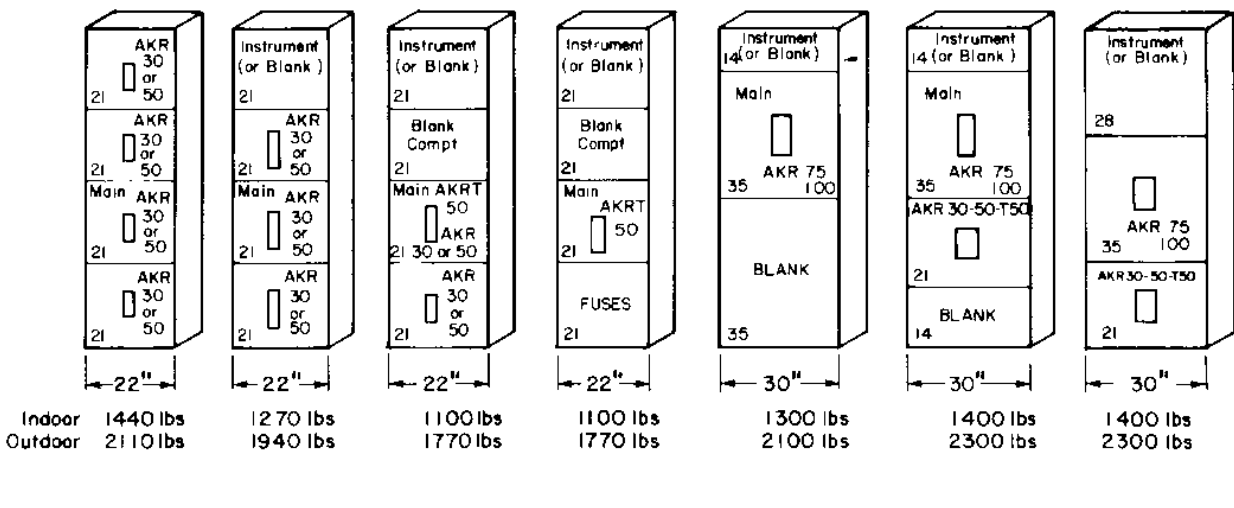 AKR
30
or
50
21
AKR
30
or
50
21
Main AKR
30
or
50
21
AKR
30
or
50
21
22"
Instrument
(or Blank)
21
AKR
30
or
50
21
Main AKR
30
or
50
21
AKR
30
or
50
21
22"
Instrument
(or Blank)
21
Blank
Compt
21
Main AKRT
50
AKR
21 30 or 50
AKR
30
or
50
21
22"
Instrument
(or Blank)
21
Blank
Compt
21
Main
AKRT
50
21
FUSES
21
22"
Instrument
14 (or Blank)
Main
AKR 75
35 100
BLANK
35
30"
Instrument
14 (or Blank)
Main
AKR 75
35 100
AKR 30-50-T50
21
BLANK
14
30"
Instrument
(or Blank)
28
AKR 75
35 100
AKR 30-50-T50
21
30"
Indoor 1440 lbs 1270 lbs 1100 lbs 1100 lbs 1300 lbs 1400 lbs 1400 lbs
Outdoor 2110 lbs 1940 lbs 1770 lbs 1770 lbs 2100 lbs 2300 lbs 2300 lbs